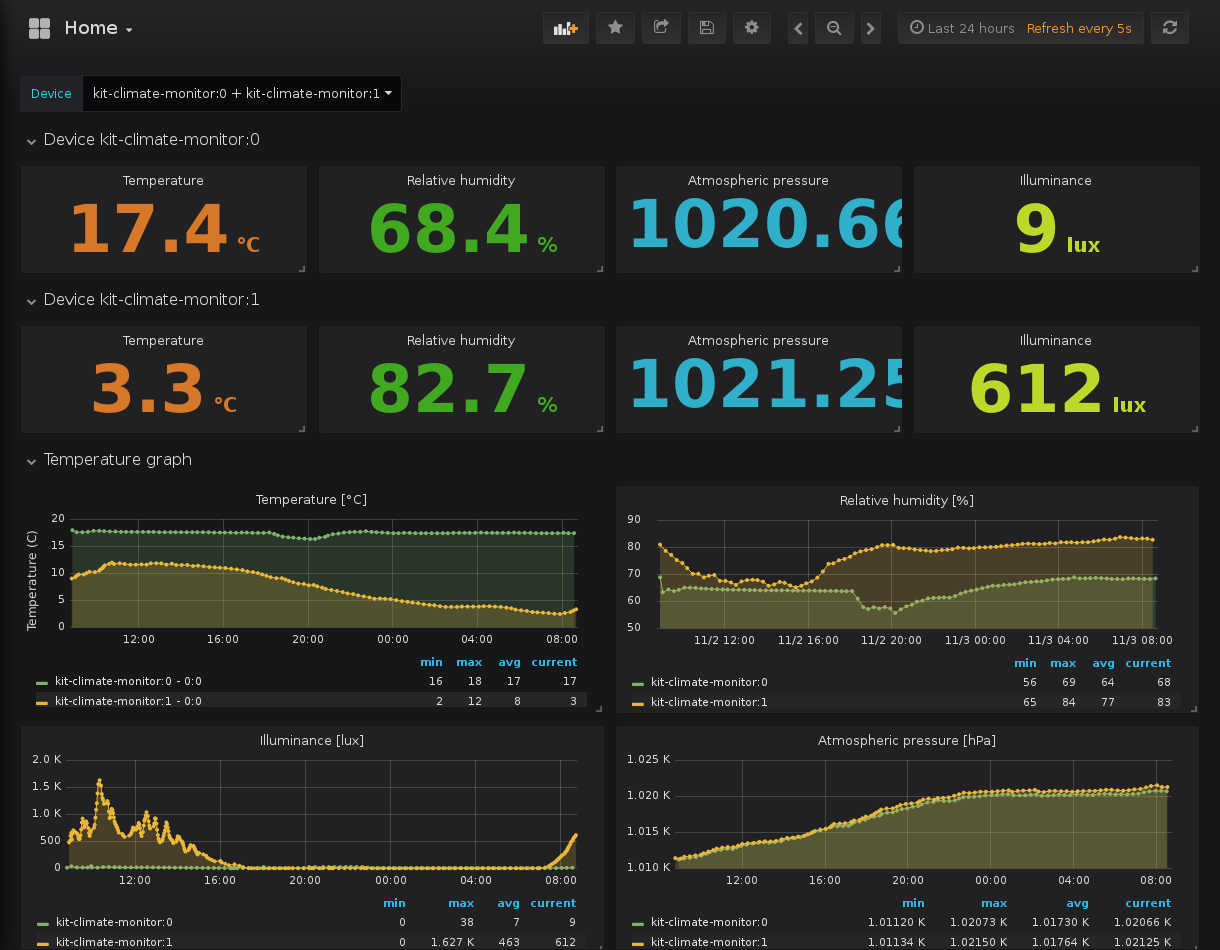 Home
Last 24 hours Refresh every 5s
Device kit-climate-monitor:0 + kit-climate-monitor:1
Device kit-climate-monitor:0
Temperature Relative humidity Atmospheric pressure Illuminance
17.4 °C 68.4 % 1020.66 9 lux
Device kit-climate-monitor:1
Temperature Relative humidity Atmospheric pressure Illuminance
3.3 °C 82.7 % 1021.25 612 lux
Temperature graph
Temperature [°C]
Temperature (C)
20
15
10
5
0
12:00 16:00 20:00 00:00 04:00 08:00
min max avg current
kit-climate-monitor:0 - 0:0 16 18 17 17
kit-climate-monitor:1 - 0:0 2 12 8 3
Relative humidity [%]
90
80
70
60
50
11/2 12:00 11/2 16:00 11/2 20:00 11/3 00:00 11/3 04:00 11/3 08:00
min max avg current
kit-climate-monitor:0 56 69 64 68
kit-climate-monitor:1 65 84 77 83
Illuminance [lux]
2.0 K
1.5 K
1.0 K
500
0
12:00 16:00 20:00 00:00 04:00 08:00
min max avg current
kit-climate-monitor:0 0 38 7 9
kit-climate-monitor:1 0 1.627 K 463 612
Atmospheric pressure [hPa]
1.025 K
1.020 K
1.015 K
1.010 K
12:00 16:00 20:00 00:00 04:00 08:00
min max avg current
kit-climate-monitor:0 1.01120 K 1.02073 K 1.01730 K 1.02066 K
kit-climate-monitor:1 1.01134 K 1.02150 K 1.01764 K 1.02125 K